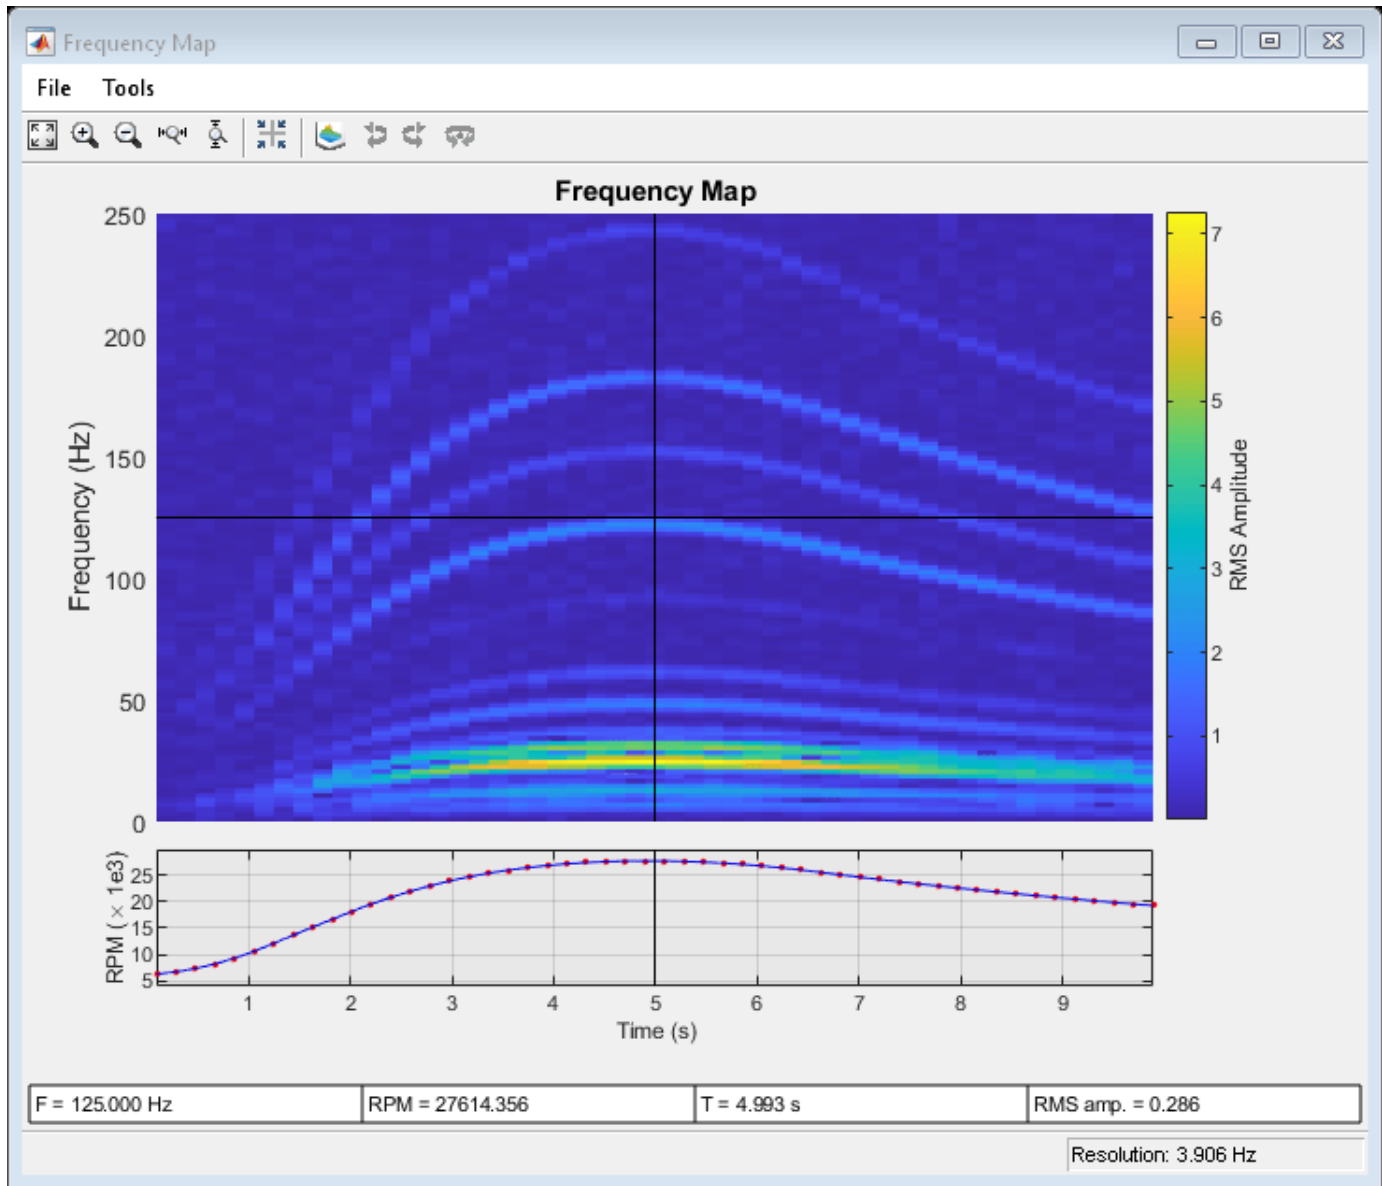 Frequency Map
File Tools
Frequency Map
250
200
150
100
50
0
Frequency (Hz)
7
6
5
4
3
2
1
RMS Amplitude
25
20
15
10
5
RPM ( × 1e3)
1 2 3 4 5 6 7 8 9
Time (s)
F = 125.000 Hz RPM = 27614.356 T = 4.993 s RMS amp. = 0.286
Resolution: 3.906 Hz